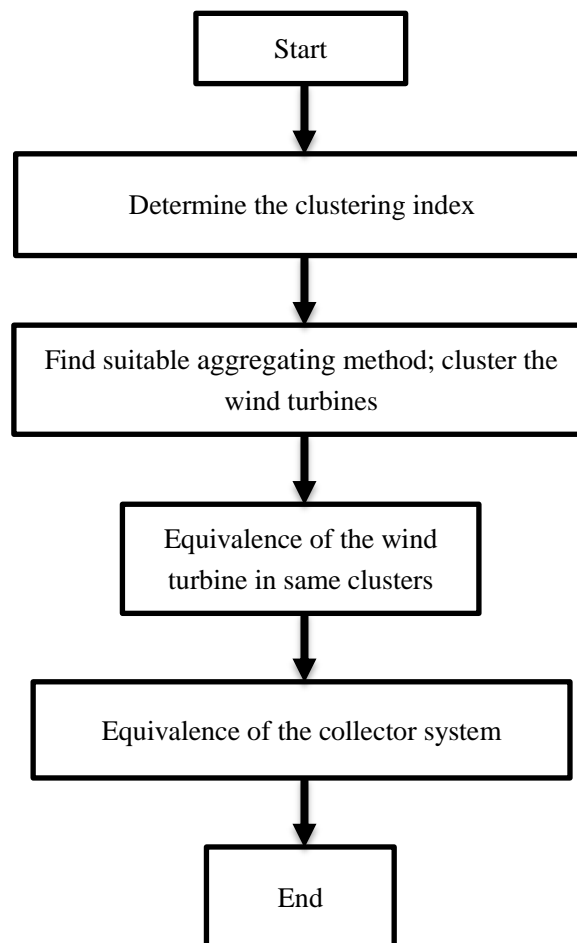 Start
Determine the clustering index
Find suitable aggregating method; cluster the
wind turbines
Equivalence of the wind
turbine in same clusters
Equivalence of the collector system
End